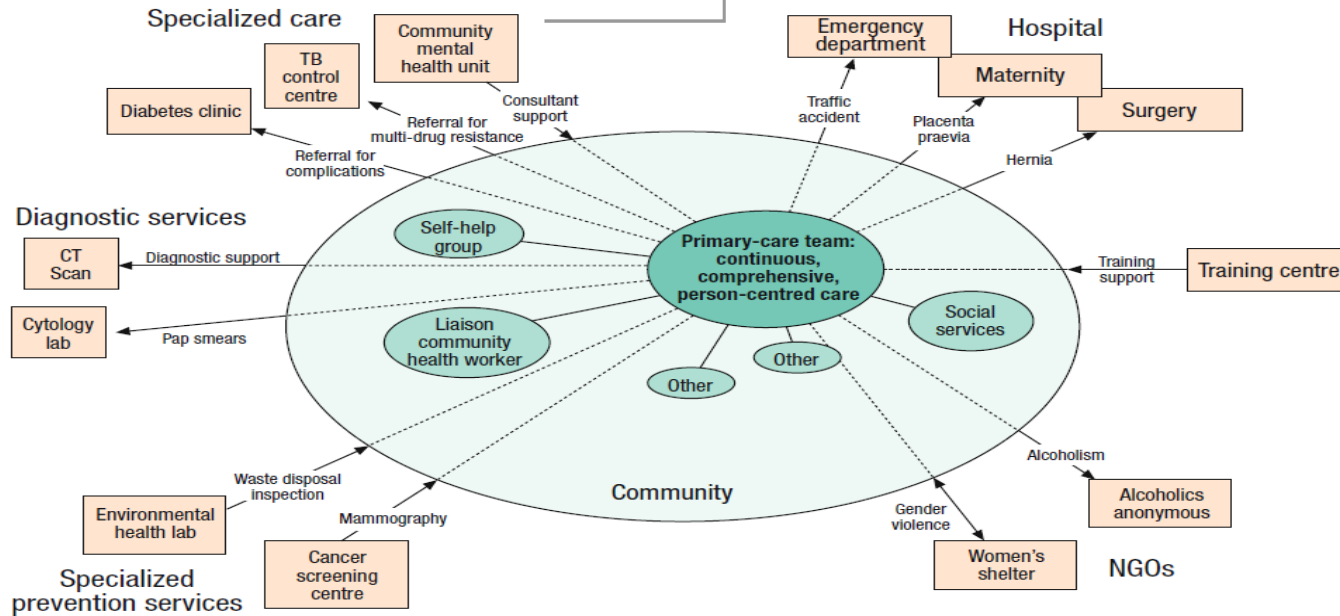 Specialized care
Community
mental
health unit
TB
control
centre
Diabetes clinic
Consultant
support
Referral for
multi-drug resistance
Referral for
complications
Emergency
department
Hospital
Maternity
Surgery
Traffic
accident
Placenta
praevia
Hernia
Diagnostic services
CT
Scan
Diagnostic support
Cytology
lab
Pap smears
Self-help
group
Primary-care team:
continuous,
comprehensive,
person-centred care
Liaison
community
health worker
Other
Other
Social
services
Training
support
Training centre
Community
Waste disposal
inspection
Environmental
health lab
Mammography
Cancer
screening
centre
Specialized
prevention services
Gender
violence
Women's
shelter
Alcoholism
Alcoholics
anonymous
NGOs